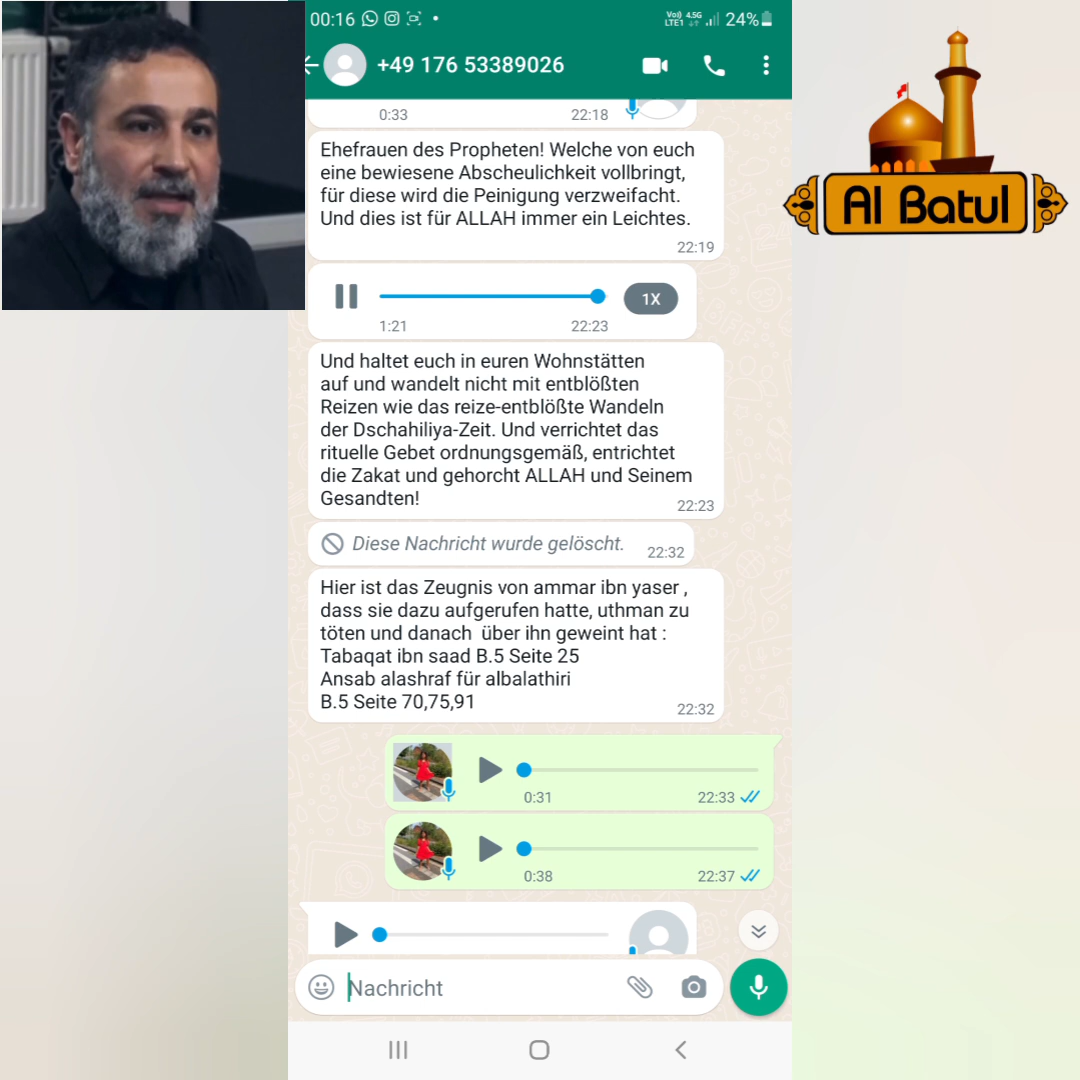 00:16
Vo)) 4.5G
LTE1
24%
+49 176 53389026
0:33
22:18
Ehefrauen des Propheten! Welche von euch
eine bewiesene Abscheulichkeit vollbringt,
für diese wird die Peinigung verzweifacht.
Und dies ist für ALLAH immer ein Leichtes.
22:19
1X
1:21
22:23
Und haltet euch in euren Wohnstätten
auf und wandelt nicht mit entblößten
Reizen wie das reize-entblößte Wandeln
der Dschahiliya-Zeit. Und verrichtet das
rituelle Gebet ordnungsgemäß, entrichtet
die Zakat und gehorcht ALLAH und Seinem
Gesandten!
22:23
Diese Nachricht wurde gelöscht.
22:32
Hier ist das Zeugnis von ammar ibn yaser ,
dass sie dazu aufgerufen hatte, uthman zu
töten und danach  über ihn geweint hat :
Tabaqat ibn saad B.5 Seite 25
Ansab alashraf für albalathiri
B.5 Seite 70,75,91
22:32
0:31
22:33
0:38
22:37
Nachricht
Al Batul